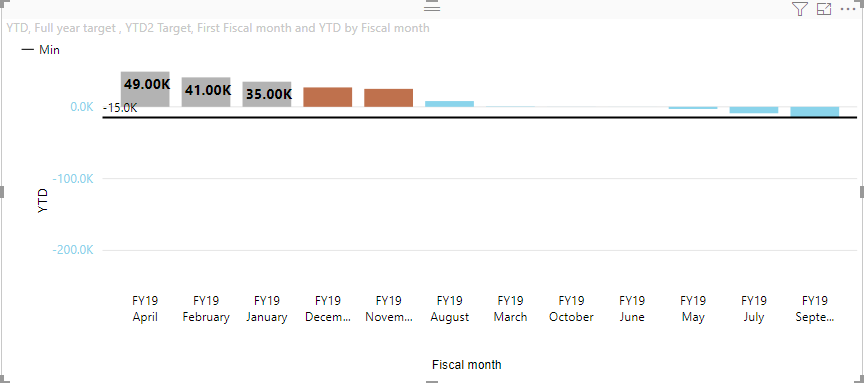 YTD, Full year target , YTD2 Target, First Fiscal month and YTD by Fiscal month
Min
49.00K 41.00K 35.00K
0.0K
-15.0K
-100.0K
YTD
-200.0K
FY19 FY19 FY19 FY19 FY19 FY19 FY19 FY19 FY19 FY19 FY19 FY19
April February January Decem... Novem... August March October June May July Septe...
Fiscal month